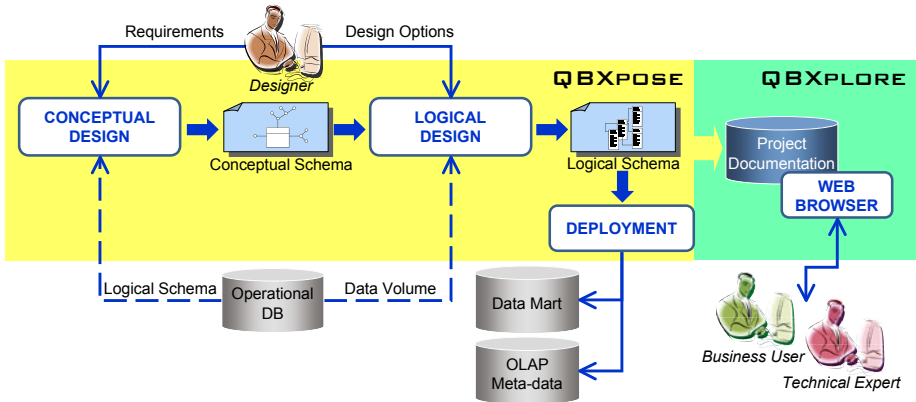 Requirements
Design Options
Designer
QBXPOSE
QBXPLORE
CONCEPTUAL
DESIGN
Conceptual Schema
LOGICAL
DESIGN
Logical Schema
Project
Documentation
WEB
BROWSER
DEPLOYMENT
Logical Schema
Operational
DB
Data Volume
Data Mart
OLAP
Meta-data
Business User
Technical Expert